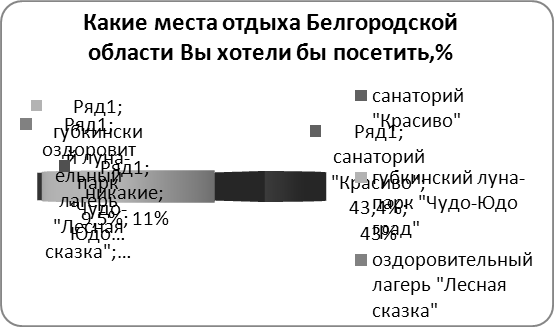 Какие места отдыха Белгородской
области Вы хотели бы посетить,%
Ряд1;
губкински
й луна-
парк
"Чудо-
Юдо...
Ряд1;
оздоровит
ельный
лагерь
"Лесная
сказка";...
Ряд1;
никакие;
9,5%; 11%
Ряд1;
санаторий
"Красиво";
43,4%;
43%
санаторий
"Красиво"
губкинский луна-
парк "Чудо-Юдо
град"
оздоровительный
лагерь "Лесная
сказка"